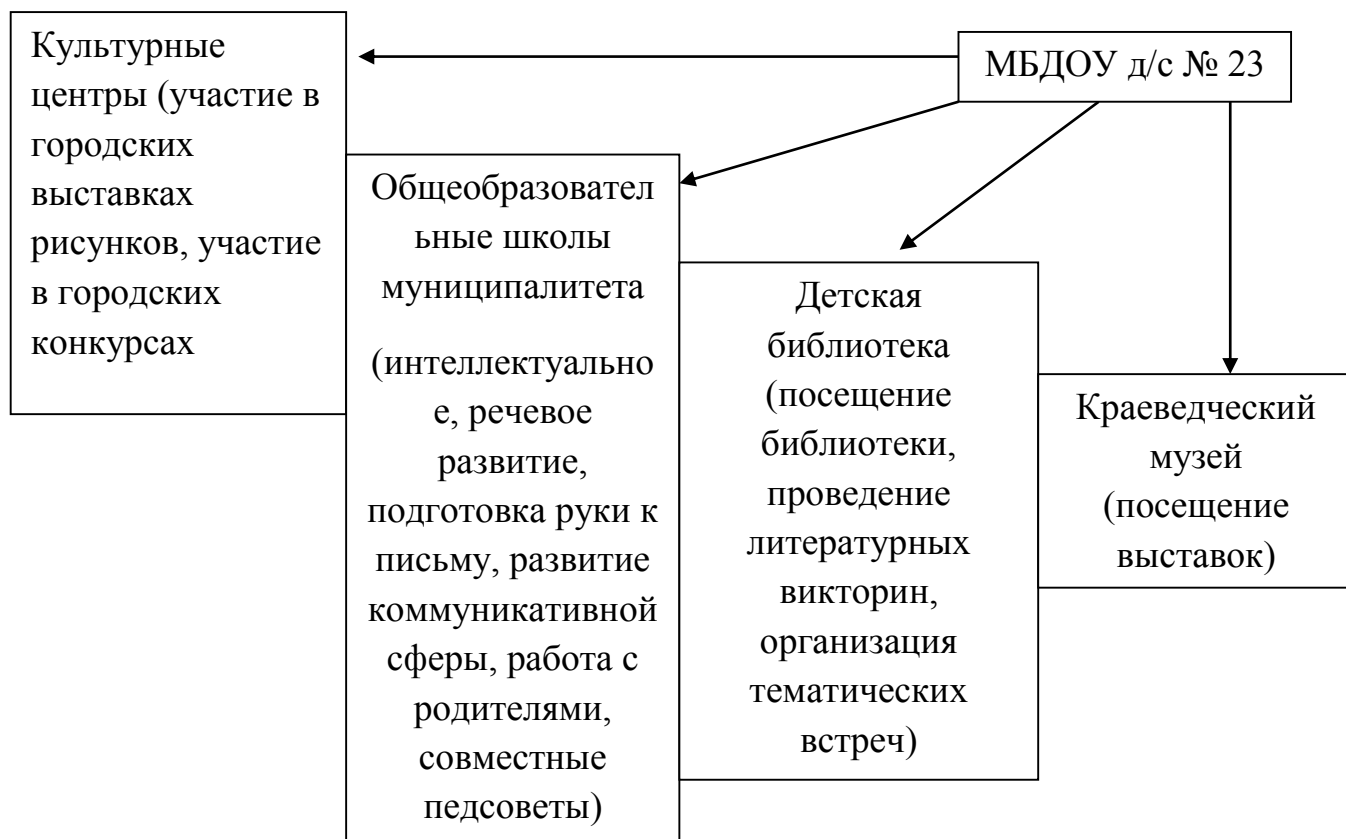 Культурные
центры (участие в
городских
выставках
рисунков, участие
в городских
конкурсах
МБДОУ д/с № 23
Общеобразовател
ьные школы
муниципалитета
(интеллектуально
е, речевое
развитие,
подготовка руки к
письму, развитие
коммуникативной
сферы, работа с
родителями,
совместные
педсоветы)
Детская
библиотека
(посещение
библиотеки,
проведение
литературных
викторин,
организация
тематических
встреч)
Краеведческий
музей
(посещение
выставок)